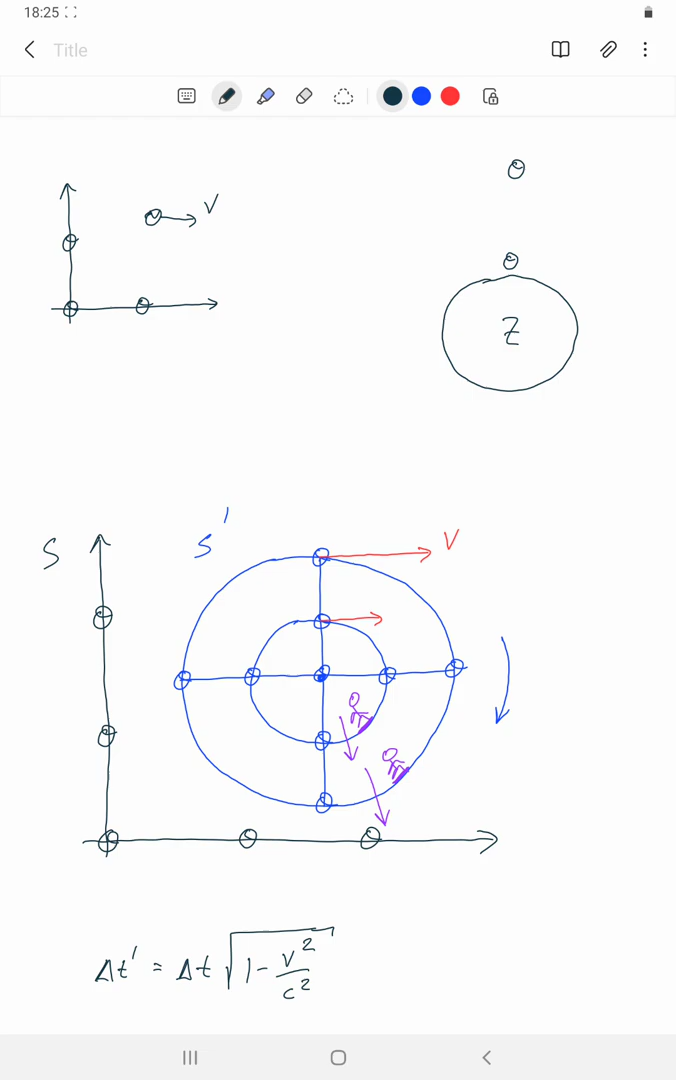 18:25
Title
V
Z
S
S'
V
Δt' = Δt √(1 - v²/c²)